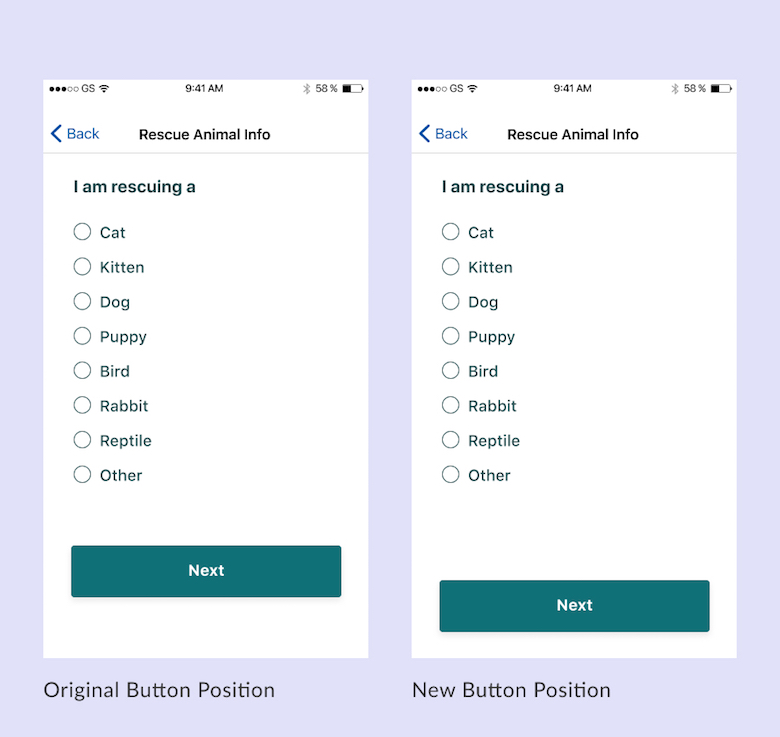 GS 9:41 AM 58 %
Back Rescue Animal Info
I am rescuing a
Cat
Kitten
Dog
Puppy
Bird
Rabbit
Reptile
Other
Next
Original Button Position
GS 9:41 AM 58 %
Back Rescue Animal Info
I am rescuing a
Cat
Kitten
Dog
Puppy
Bird
Rabbit
Reptile
Other
Next
New Button Position